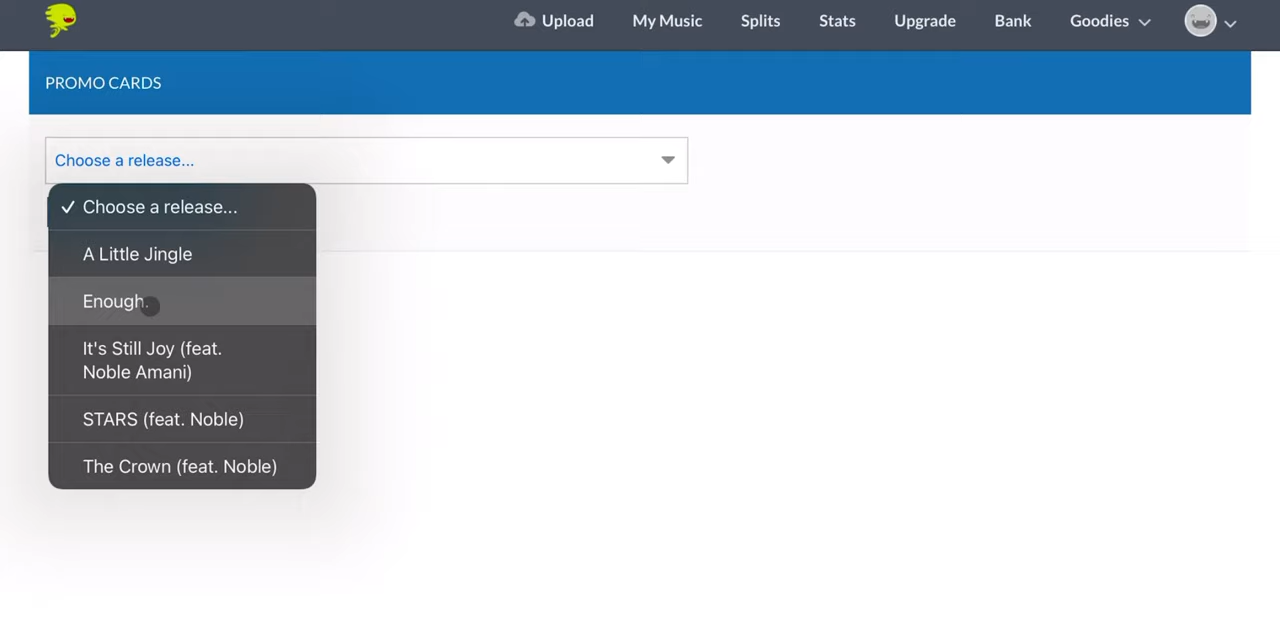 Upload My Music Splits Stats Upgrade Bank Goodies
PROMO CARDS
Choose a release...
✓ Choose a release...
A Little Jingle
Enough.
It's Still Joy (feat.
Noble Amani)
STARS (feat. Noble)
The Crown (feat. Noble)